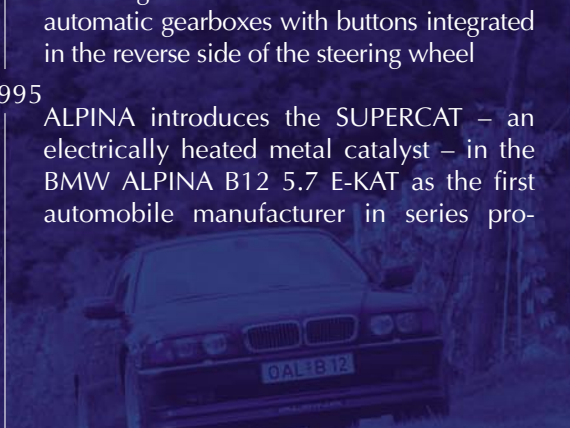 automatic gearboxes with buttons integrated
in the reverse side of the steering wheel
995
ALPINA introduces the SUPERCAT – an
electrically heated metal catalyst – in the
BMW ALPINA B12 5.7 E-KAT as the first
automobile manufacturer in series pro-
OAL B 12